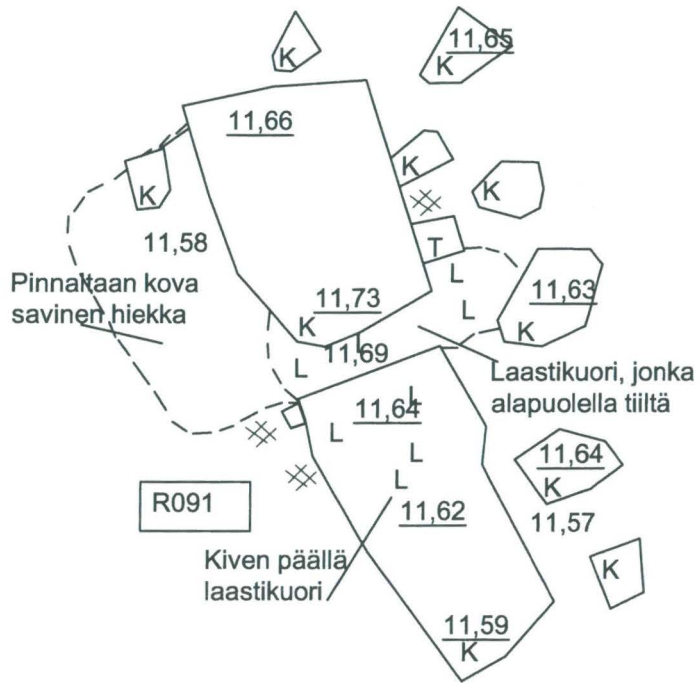 11,65
K
K
11,66
K
K
K
11,58
T
L
Pinnaltaan kova
savinen hiekka
11,73
K
11,63
K
L
L
11,69
L
Laastikuori, jonka
alapuolella tiiltä
11,64
L
L
L
L
11,64
K
R091
11,62
11,57
Kiven päällä
laastikuori
K
11,59
K